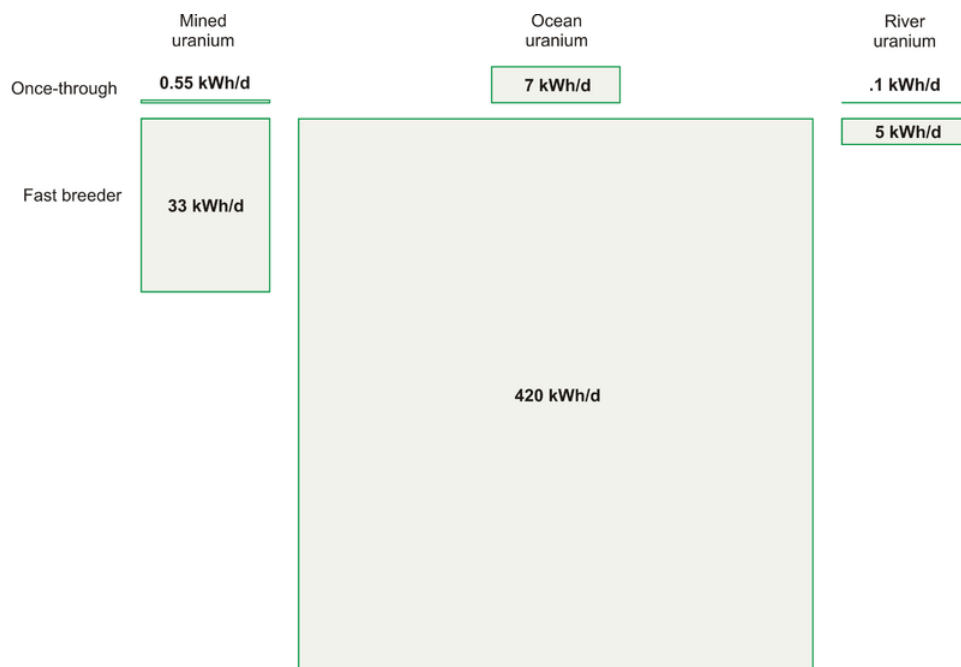 Mined
uranium
Ocean
uranium
River
uranium
Once-through
0.55 kWh/d
7 kWh/d
.1 kWh/d
5 kWh/d
Fast breeder
33 kWh/d
420 kWh/d